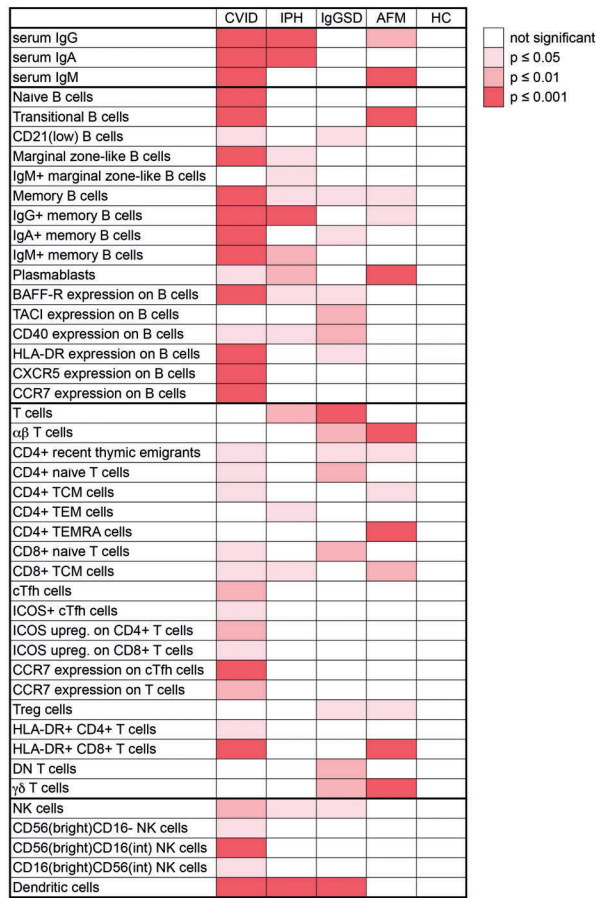 CVID IPH IgGSD AFM HC
serum IgG
serum IgA
serum IgM
Naıve B cells
Transitional B cells
CD21(low) B cells
Marginal zone-like B cells
IgM+ marginal zone-like B cells
Memory B cells
IgG+ memory B cells
IgA+ memory B cells
IgM+ memory B cells
Plasmablasts
BAFF-R expression on B cells
TACI expression on B cells
CD40 expression on B cells
HLA-DR expression on B cells
CXCR5 expression on B cells
CCR7 expression on B cells
T cells
αβ T cells
CD4+ recent thymic emigrants
CD4+ naıve T cells
CD4+ TCM cells
CD4+ TEM cells
CD4+ TEMRA cells
CD8+ naıve T cells
CD8+ TCM cells
cTfh cells
ICOS+ cTfh cells
ICOS upreg. on CD4+ T cells
ICOS upreg. on CD8+ T cells
CCR7 expression on cTfh cells
CCR7 expression on T cells
Treg cells
HLA-DR+ CD4+ T cells
HLA-DR+ CD8+ T cells
DN T cells
γδ T cells
NK cells
CD56(bright)CD16- NK cells
CD56(bright)CD16(int) NK cells
CD16(bright)CD56(int) NK cells
Dendritic cells
not significant
p ≤ 0.05
p ≤ 0.01
p ≤ 0.001